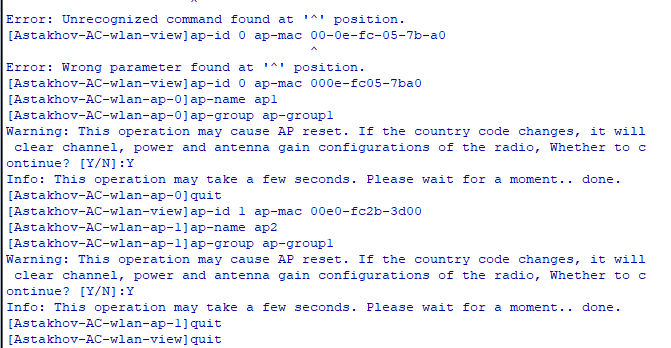 ^
Error: Unrecognized command found at '^' position.
[Astakhov-AC-wlan-view]ap-id 0 ap-mac 00-0e-fc-05-7b-a0
^
Error: Wrong parameter found at '^' position.
[Astakhov-AC-wlan-view]ap-id 0 ap-mac 000e-fc05-7ba0
[Astakhov-AC-wlan-ap-0]ap-name ap1
[Astakhov-AC-wlan-ap-0]ap-group ap-group1
Warning: This operation may cause AP reset. If the country code changes, it will
clear channel, power and antenna gain configurations of the radio, Whether to c
ontinue? [Y/N]:Y
Info: This operation may take a few seconds. Please wait for a moment.. done.
[Astakhov-AC-wlan-ap-0]quit
[Astakhov-AC-wlan-view]ap-id 1 ap-mac 00e0-fc2b-3d00
[Astakhov-AC-wlan-ap-1]ap-name ap2
[Astakhov-AC-wlan-ap-1]ap-group ap-group1
Warning: This operation may cause AP reset. If the country code changes, it will
clear channel, power and antenna gain configurations of the radio, Whether to c
ontinue? [Y/N]:Y
Info: This operation may take a few seconds. Please wait for a moment.. done.
[Astakhov-AC-wlan-ap-1]quit
[Astakhov-AC-wlan-view]quit